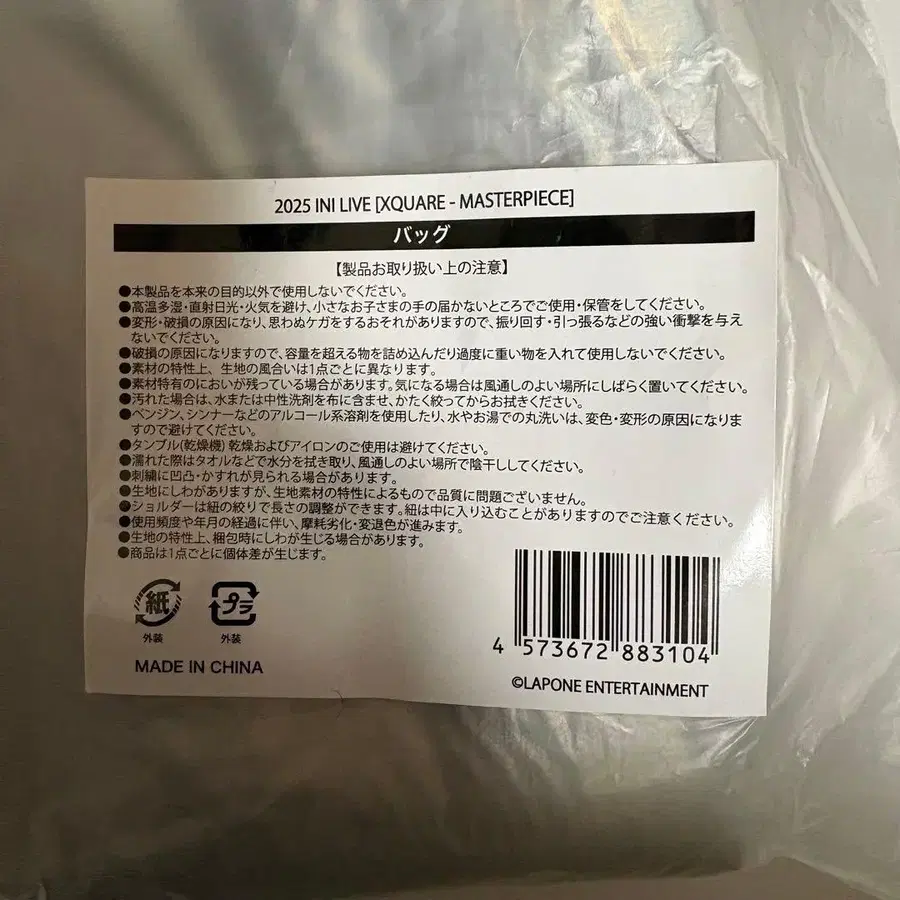 2025 INI LIVE [XQUARE - MASTERPIECE]
バッグ
【製品お取り扱い上の注意】
●本製品を本来の目的以外で使用しないでください。
●高温多湿・直射日光・火気を避け、小さなお子さまの手の届かないところでご使用・保管をしてください。
●変形・破損の原因になり、思わぬケガをするおそれがありますので、振り回す・引っ張るなどの強い衝撃を与え
ないでください。
●破損の原因になりますので、容量を超える物を詰め込んだり過度に重い物を入れて使用しないでください。
●素材の特性上、生地の風合いは1点ごとに異なります。
●素材特有のにおいが残っている場合があります。気になる場合は風通しのよい場所にしばらく置いてください。
●汚れた場合は、水または中性洗剤を布に含ませ、かたく絞ってからお拭きください。
●ベンジン、シンナーなどのアルコール系溶剤を使用したり、水やお湯での丸洗いは、変色・変形の原因になりま
すので避けてください。
●タンブル(乾燥機) 乾燥およびアイロンのご使用は避けてください。
●濡れた際はタオルなどで水分を拭き取り、風通しのよい場所で陰干ししてください。
●刺繍に凹凸・かすれが見られる場合があります。
●生地にしわがありますが、生地素材の特性によるもので品質に問題ございません。
●ショルダーは紐の絞りで長さの調整ができます。紐は中に入り込むことがありますのでご注意ください。
●使用頻度や年月の経過に伴い、摩耗劣化・変退色が進みます。
●生地の特性上、梱包時にしわが生じる場合があります。
●商品は1点ごとに個体差が生じます。
紙 プラ
外装 外装
MADE IN CHINA
4 573672 883104
©LAPONE ENTERTAINMENT